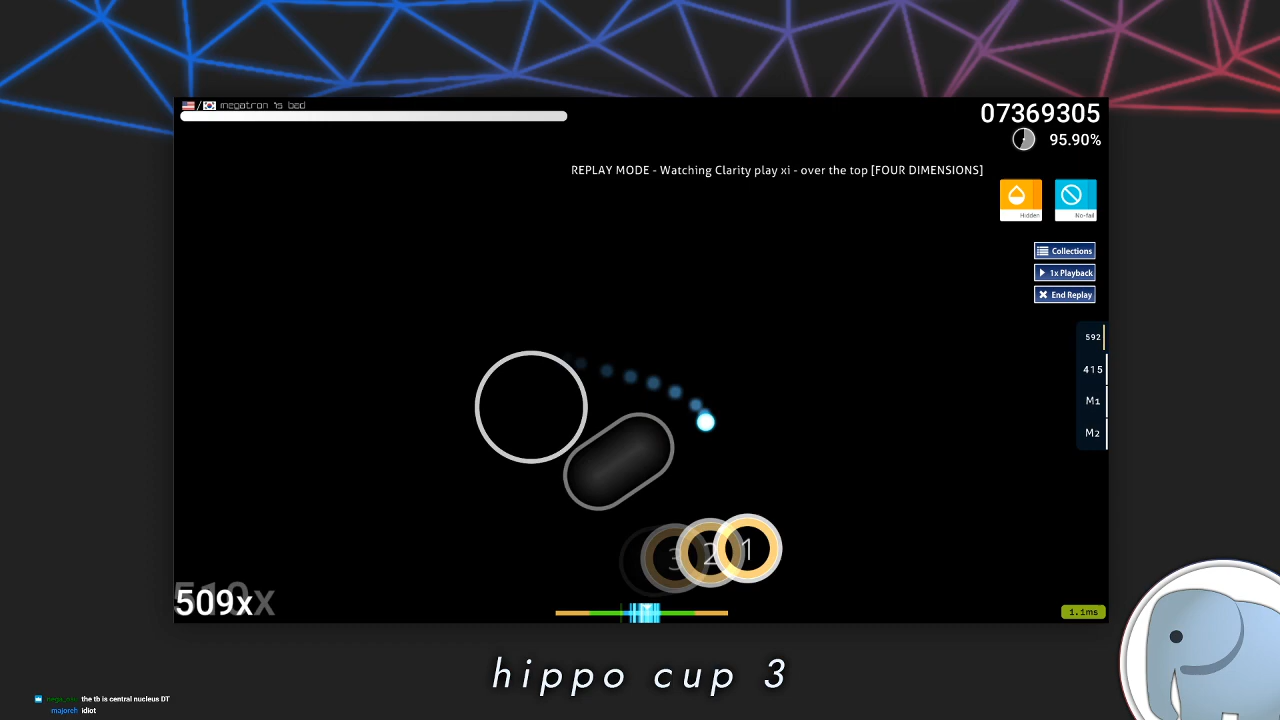 / megatron is bad
07369305
95.90%
REPLAY MODE - Watching Clarity play xi - over the top [FOUR DIMENSIONS]
Hidden
No-fail
Collections
1x Playback
End Replay
592
415
M1
M2
3 2 1
509x
1.1ms
hippo cup 3
the tb is central nucleus DT
majorch idiot